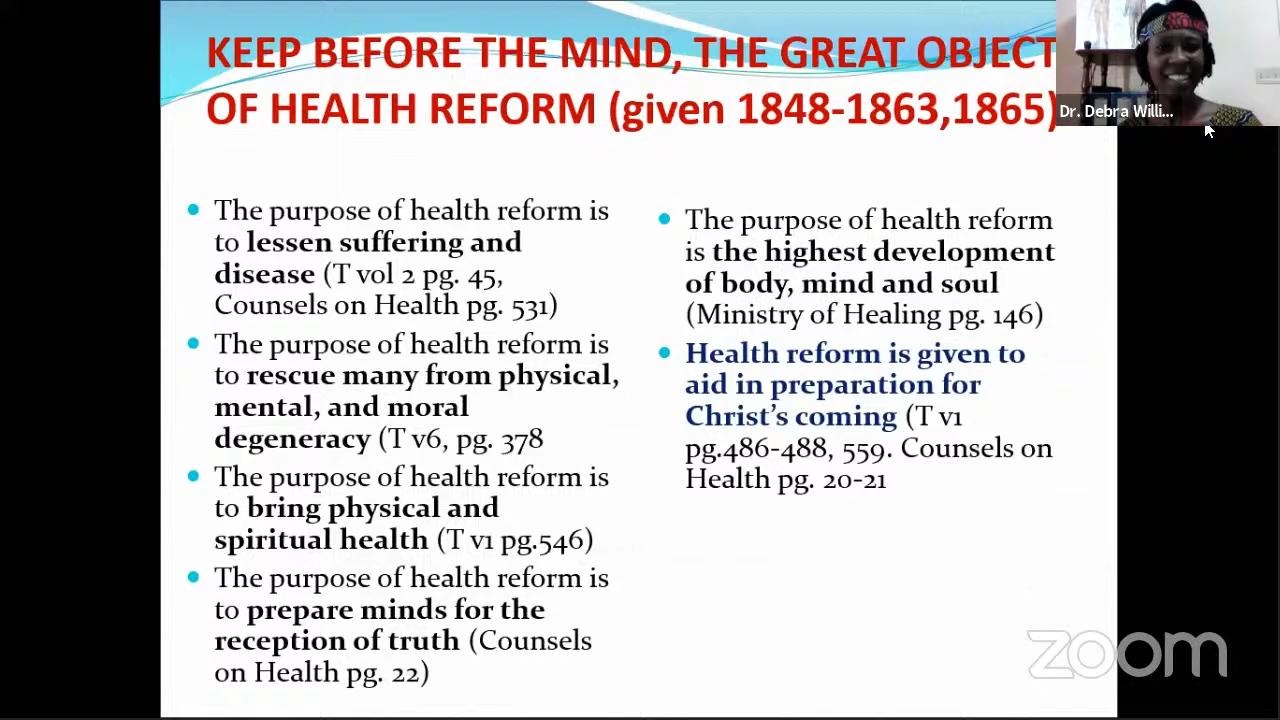 KEEP BEFORE THE MIND, THE GREAT OBJECT
OF HEALTH REFORM (given 1848-1863,1865)
Dr. Debra Willi...
The purpose of health reform is
to lessen suffering and
disease (T vol 2 pg. 45,
Counsels on Health pg. 531)
The purpose of health reform is
to rescue many from physical,
mental, and moral
degeneracy (T v6, pg. 378
The purpose of health reform is
to bring physical and
spiritual health (T v1 pg.546)
The purpose of health reform is
to prepare minds for the
reception of truth (Counsels
on Health pg. 22)
The purpose of health reform
is the highest development
of body, mind and soul
(Ministry of Healing pg. 146)
Health reform is given to
aid in preparation for
Christ’s coming (T v1
pg.486-488, 559. Counsels on
Health pg. 20-21
zoom